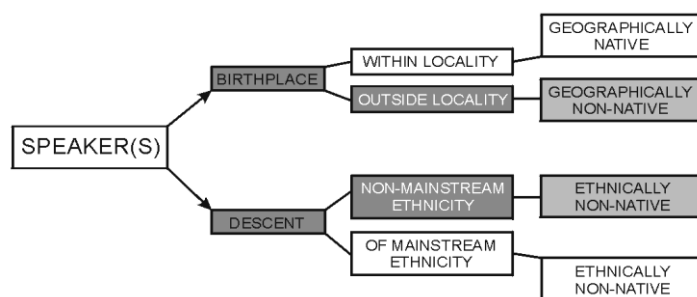 SPEAKER(S)
BIRTHPLACE
WITHIN LOCALITY
GEOGRAPHICALLY
NATIVE
OUTSIDE LOCALITY
GEOGRAPHICALLY
NON-NATIVE
DESCENT
NON-MAINSTREAM
ETHNICITY
ETHNICALLY
NON-NATIVE
OF MAINSTREAM
ETHNICITY
ETHNICALLY
NON-NATIVE